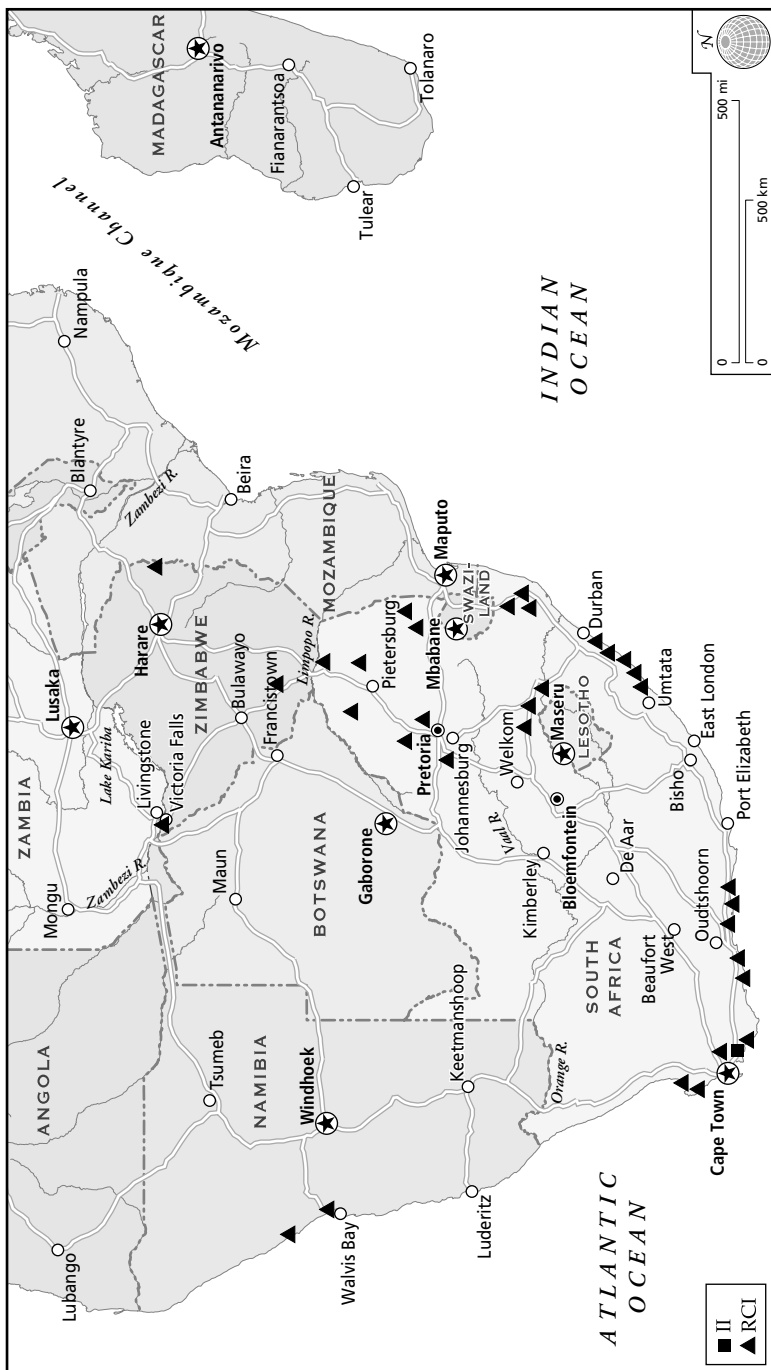 ANGOLA
ZAMBIA
MADAGASCAR
Lubango
Mongu
Lusaka
Blantyre
Nampula
Antananarivo
Mozambique Channel
Lake Kariba
Zambezi R.
Zambezi R.
Livingstone
Victoria Falls
Harare
Fianarantsoa
Tsumeb
Maun
ZIMBABWE
Bulawayo
Beira
Tulear
Tolanaro
NAMIBIA
Francistown
Windhoek
BOTSWANA
Limpopo R.
MOZAMBIQUE
Walvis Bay
Pietersburg
Gaborone
Pretoria
Mbabane
Maputo
SWAZI-
LAND
Luderitz
Keetmanshoop
Johannesburg
INDIAN
OCEAN
Vaal R.
Welkom
Kimberley
Bloemfontein
Maseru
LESOTHO
Durban
Orange R.
De Aar
Umtata
SOUTH
AFRICA
Beaufort
West
Bisho
East London
Oudtshoorn
Port Elizabeth
Cape Town
ATLANTIC
OCEAN
II
RCI
0
500 mi
0
500 km
N